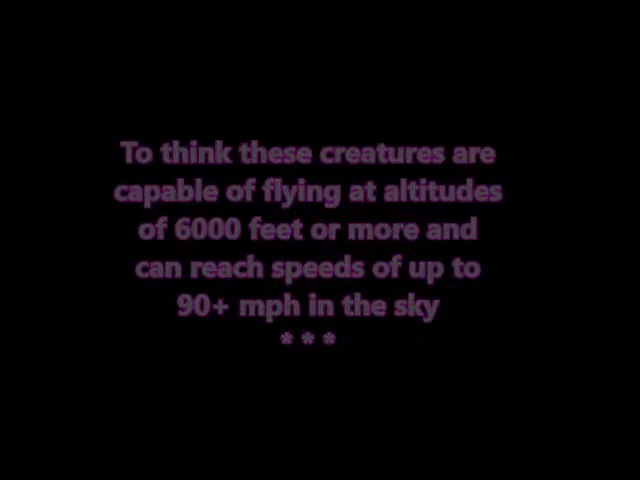 To think these creatures are
capable of flying at altitudes
of 6000 feet or more and
can reach speeds of up to
90+ mph in the sky
* * *